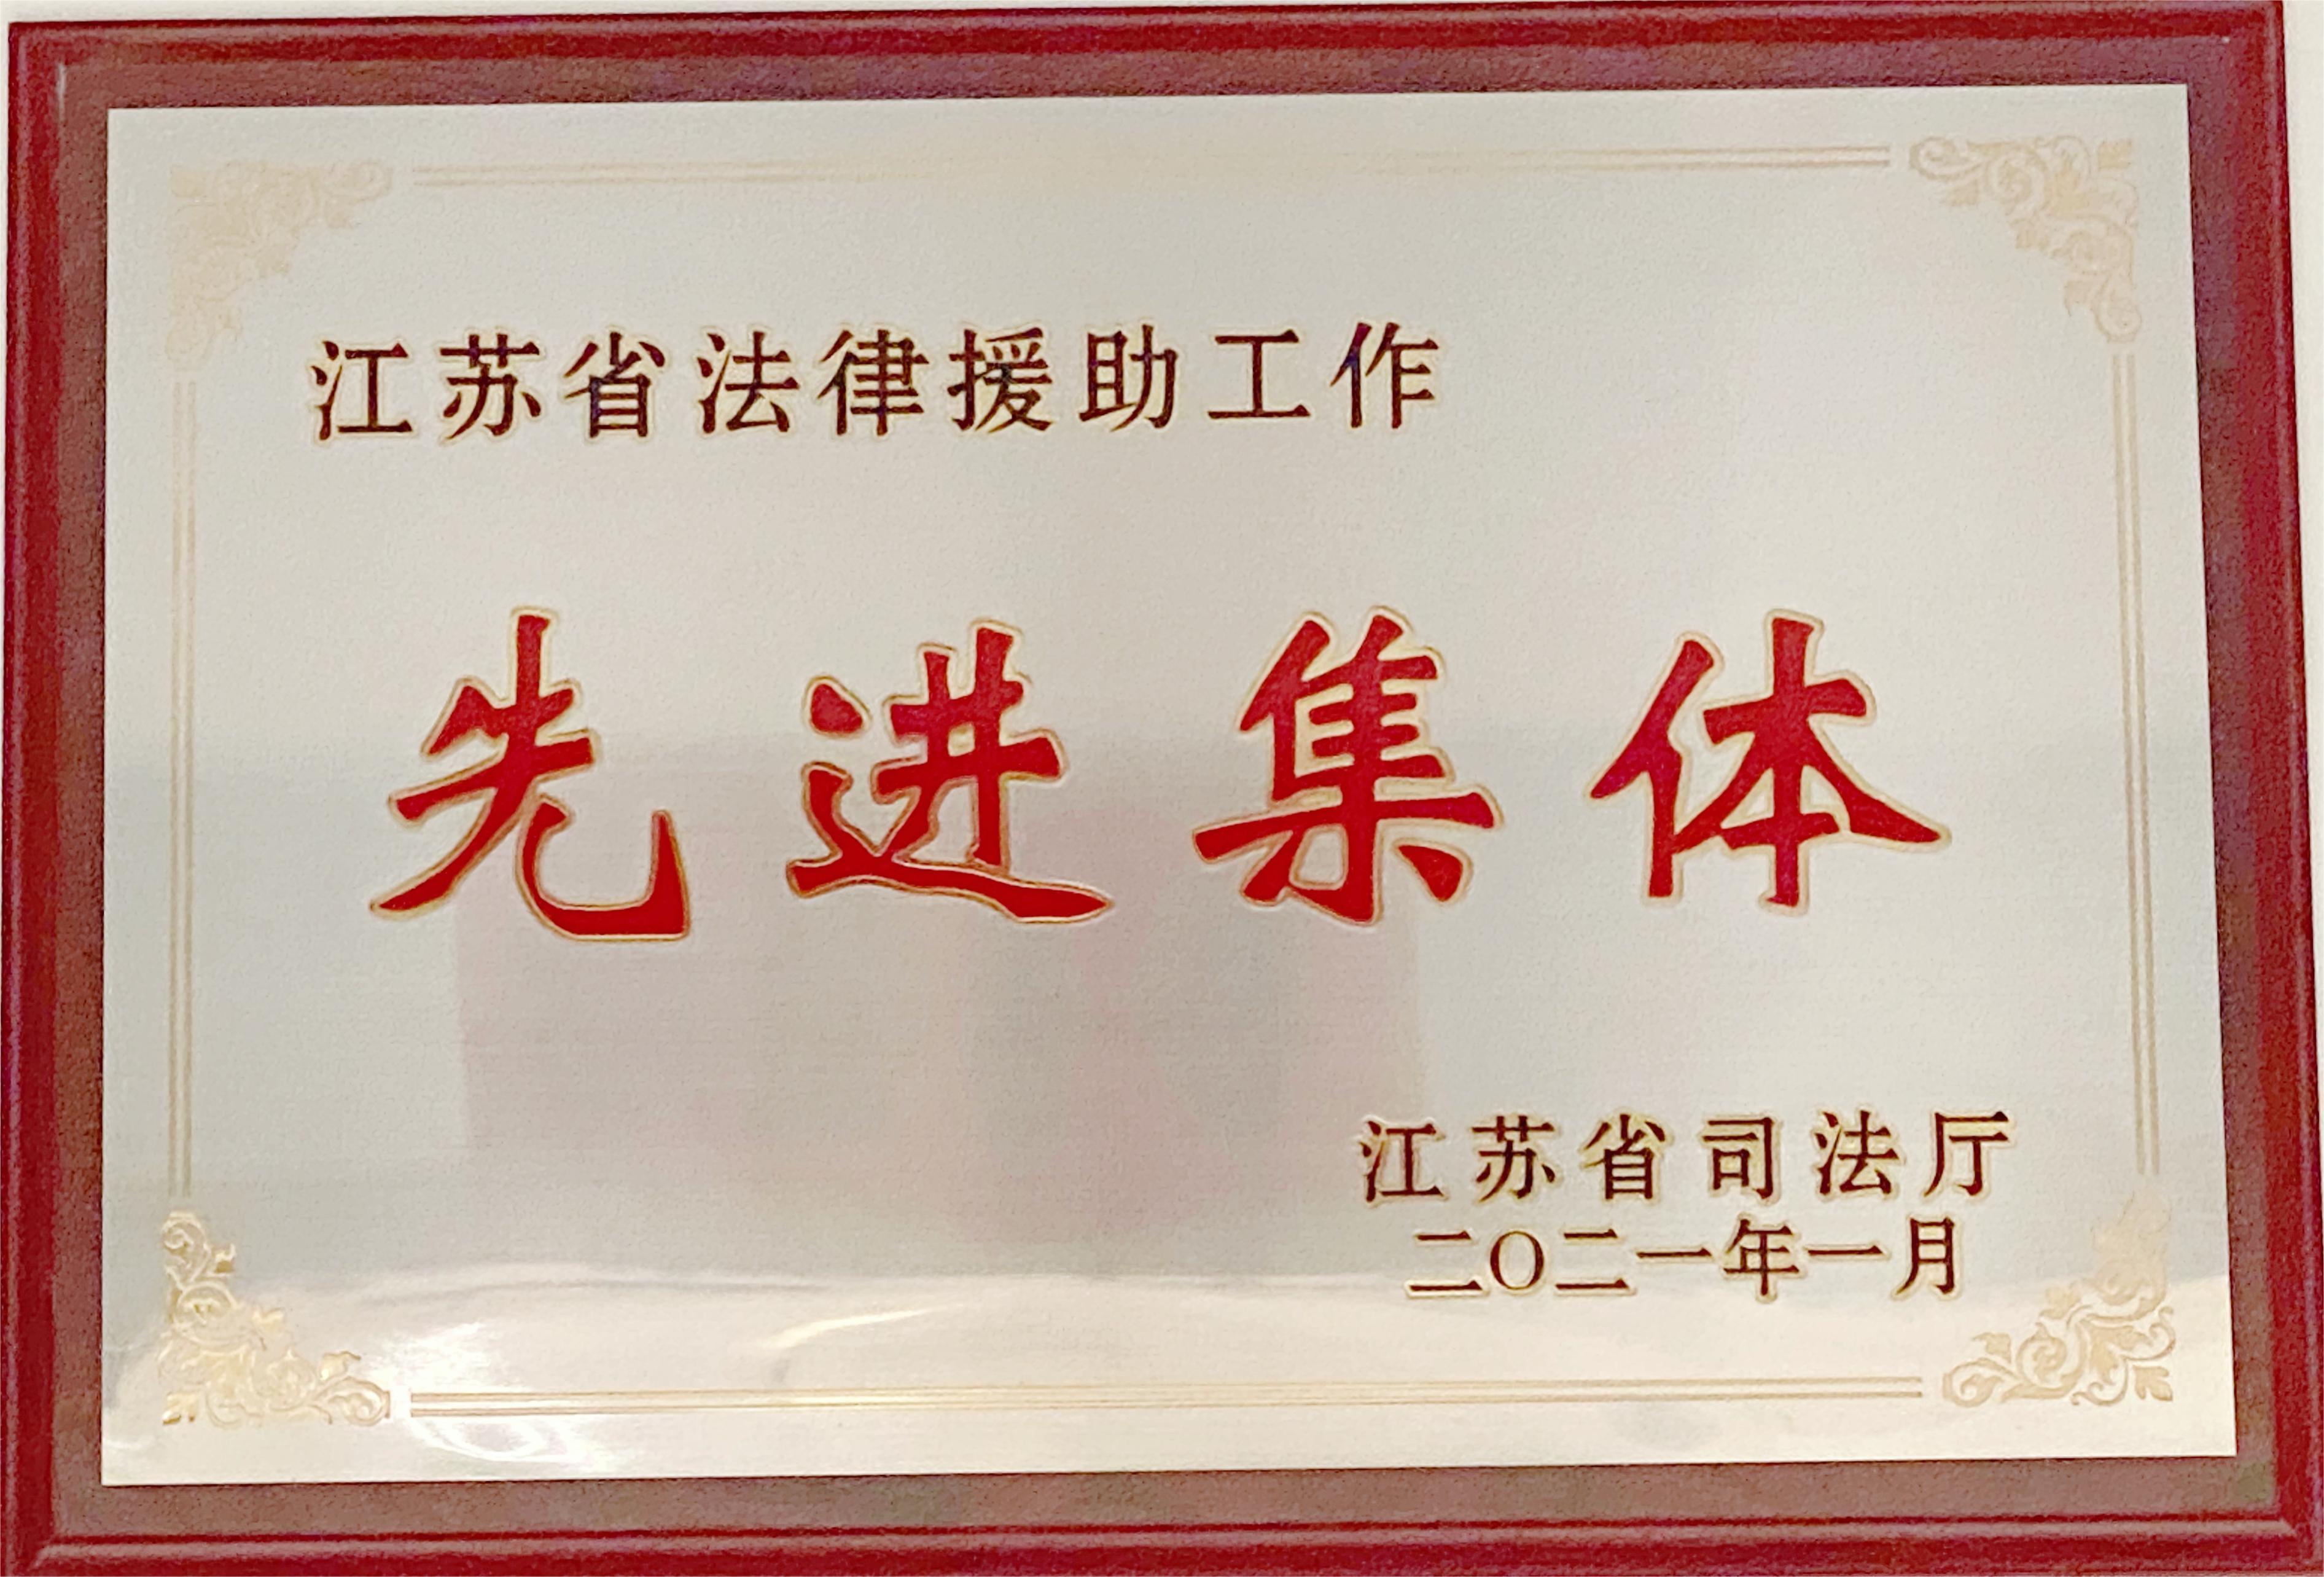 江苏省法律援助工作
先进集体
江苏省司法厅
二〇二一年一月